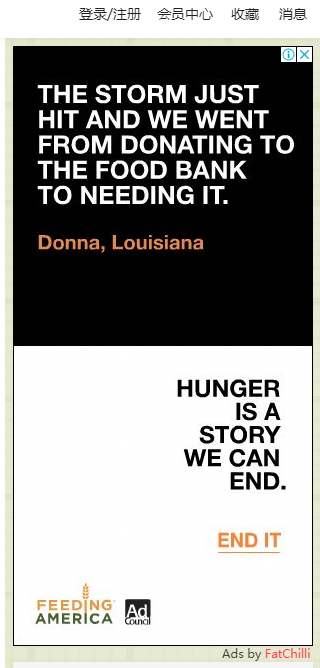 登录/注册 会员中心 收藏 消息
THE STORM JUST
HIT AND WE WENT
FROM DONATING TO
THE FOOD BANK
TO NEEDING IT.
Donna, Louisiana
HUNGER
IS A
STORY
WE CAN
END.
END IT
FEEDING
AMERICA
Ad
Council
Ads by FatChilli